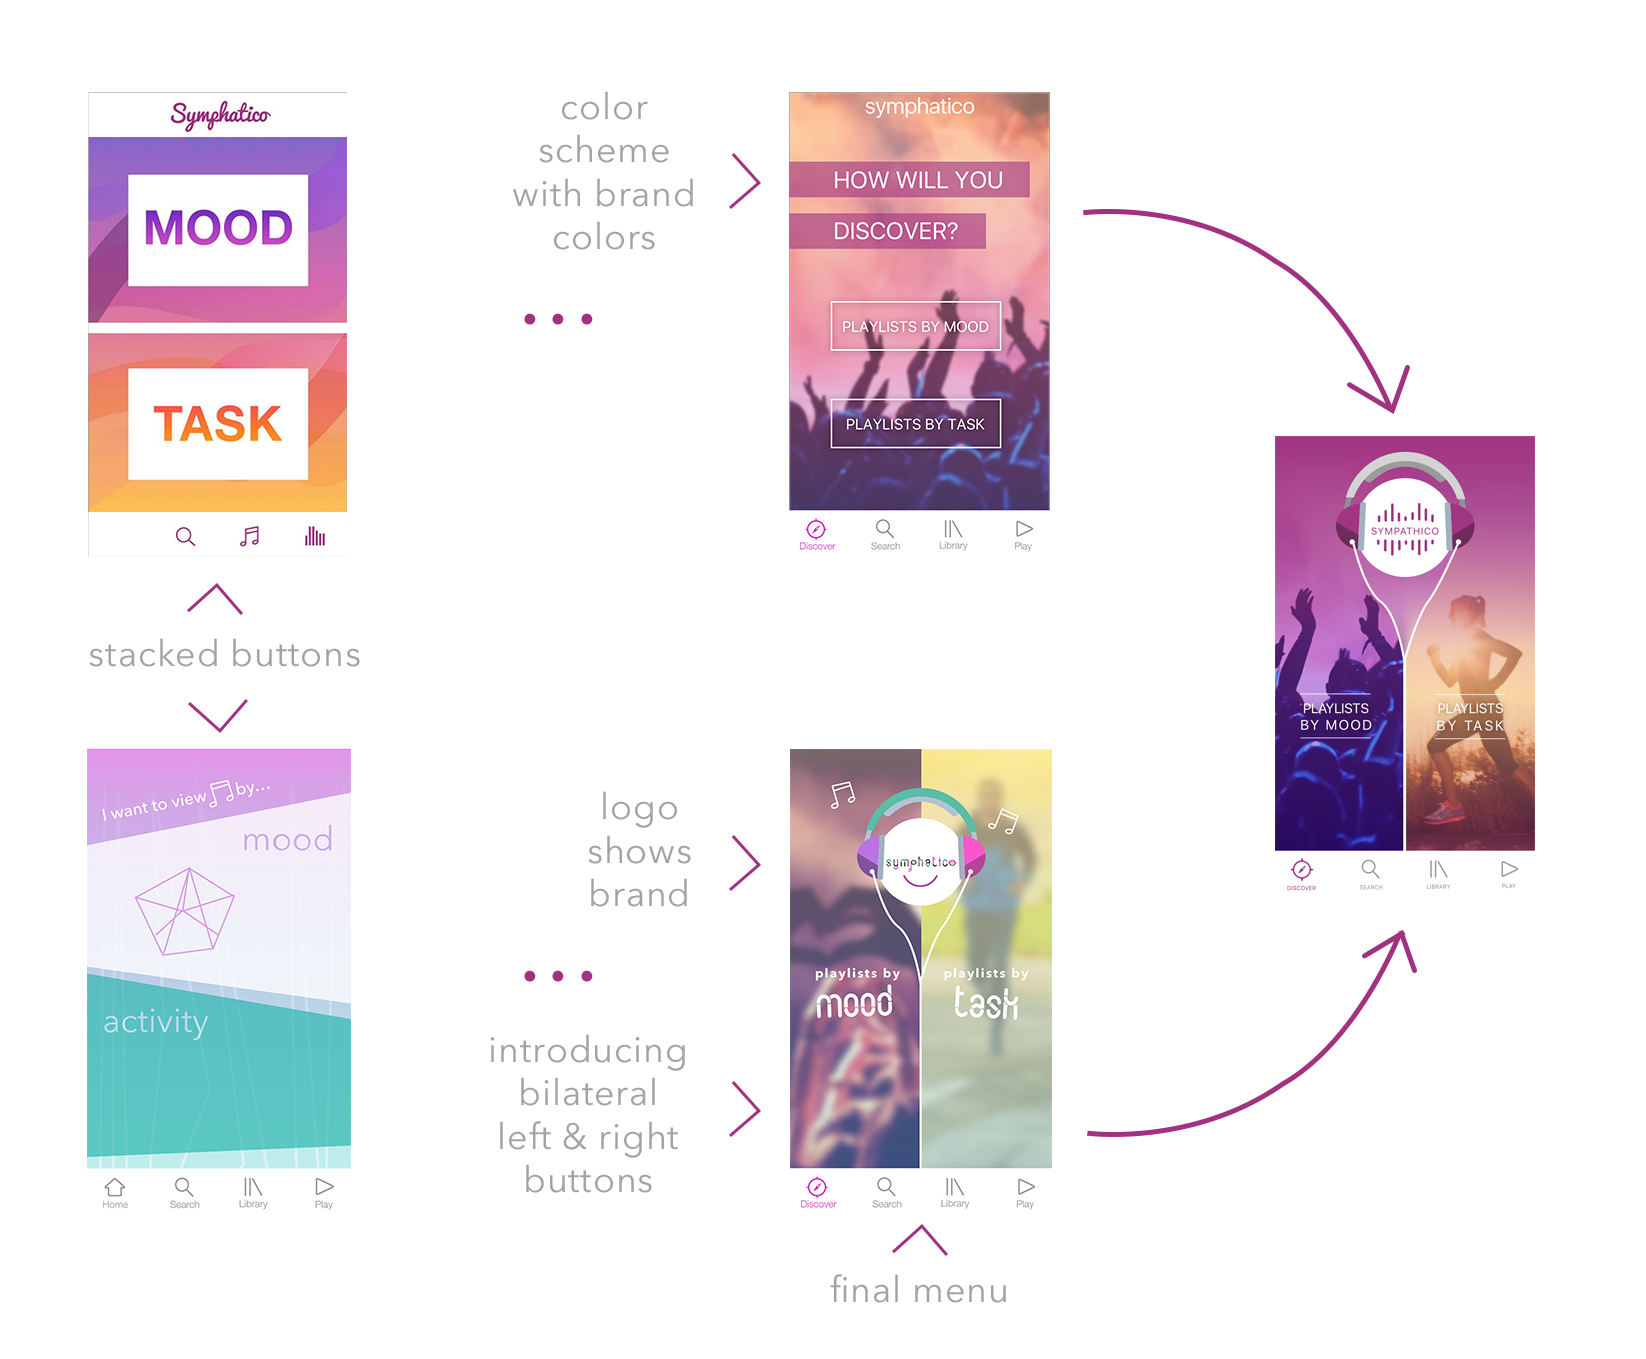 Symphatico
MOOD
TASK
stacked buttons
I want to view by...
mood
activity
Home Search Library Play
color
scheme
with brand
colors
symphatico
HOW WILL YOU
DISCOVER?
PLAYLISTS BY MOOD
PLAYLISTS BY TASK
Discover Search Library Play
logo
shows
brand
introducing
bilateral
left & right
buttons
symphatico
playlists by
mood
playlists by
task
Discover Search Library Play
final menu
SYMPATHICO
PLAYLISTS
BY MOOD
PLAYLISTS
BY TASK
DISCOVER SEARCH LIBRARY PLAY